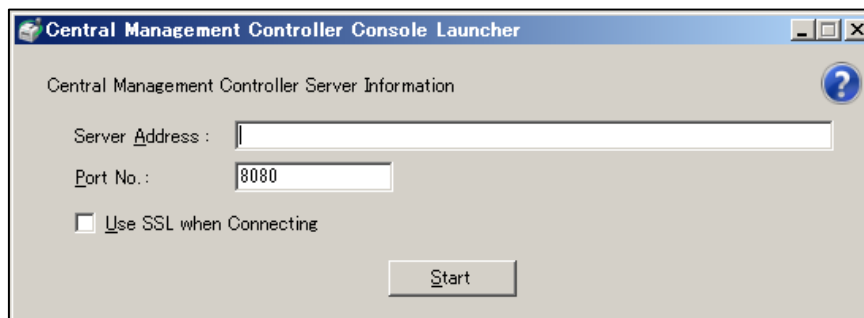 Central Management Controller Console Launcher
Central Management Controller Server Information
?
Server Address :
Port No. : 8080
Use SSL when Connecting
Start